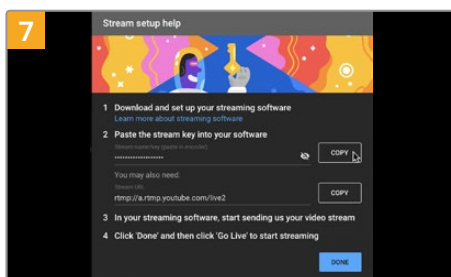 7
Stream setup help
1 Download and set up your streaming software
Learn more about streaming software
2 Paste the stream key into your software
Stream name/key (paste in encoder)
•••••••••••••••••••
COPY
You may also need:
Stream URL
rtmp://a.rtmp.youtube.com/live2
COPY
3 In your streaming software, start sending us your video stream
4 Click 'Done' and then click 'Go Live' to start streaming
DONE